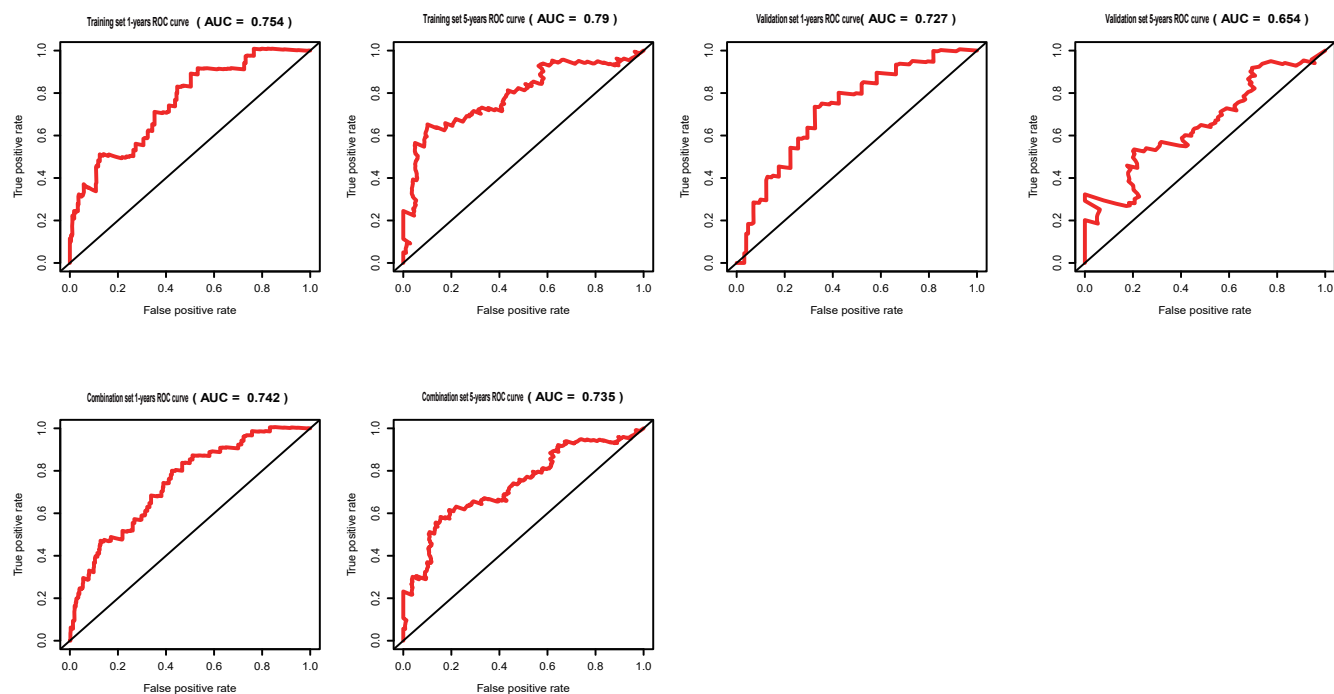 Training set 1-years ROC curve ( AUC = 0.754 )
True positive rate
1.0
0.8
0.6
0.4
0.2
0.0
0.0 0.2 0.4 0.6 0.8 1.0
False positive rate
Training set 5-years ROC curve ( AUC = 0.79 )
True positive rate
1.0
0.8
0.6
0.4
0.2
0.0
0.0 0.2 0.4 0.6 0.8 1.0
False positive rate
Validation set 1-years ROC curve( AUC = 0.727 )
True positive rate
1.0
0.8
0.6
0.4
0.2
0.0
0.0 0.2 0.4 0.6 0.8 1.0
False positive rate
Validation set 5-years ROC curve ( AUC = 0.654 )
True positive rate
1.0
0.8
0.6
0.4
0.2
0.0
0.0 0.2 0.4 0.6 0.8 1.0
False positive rate
Combination set 1-years ROC curve ( AUC = 0.742 )
True positive rate
1.0
0.8
0.6
0.4
0.2
0.0
0.0 0.2 0.4 0.6 0.8 1.0
False positive rate
Combination set 5-years ROC curve ( AUC = 0.735 )
True positive rate
1.0
0.8
0.6
0.4
0.2
0.0
0.0 0.2 0.4 0.6 0.8 1.0
False positive rate